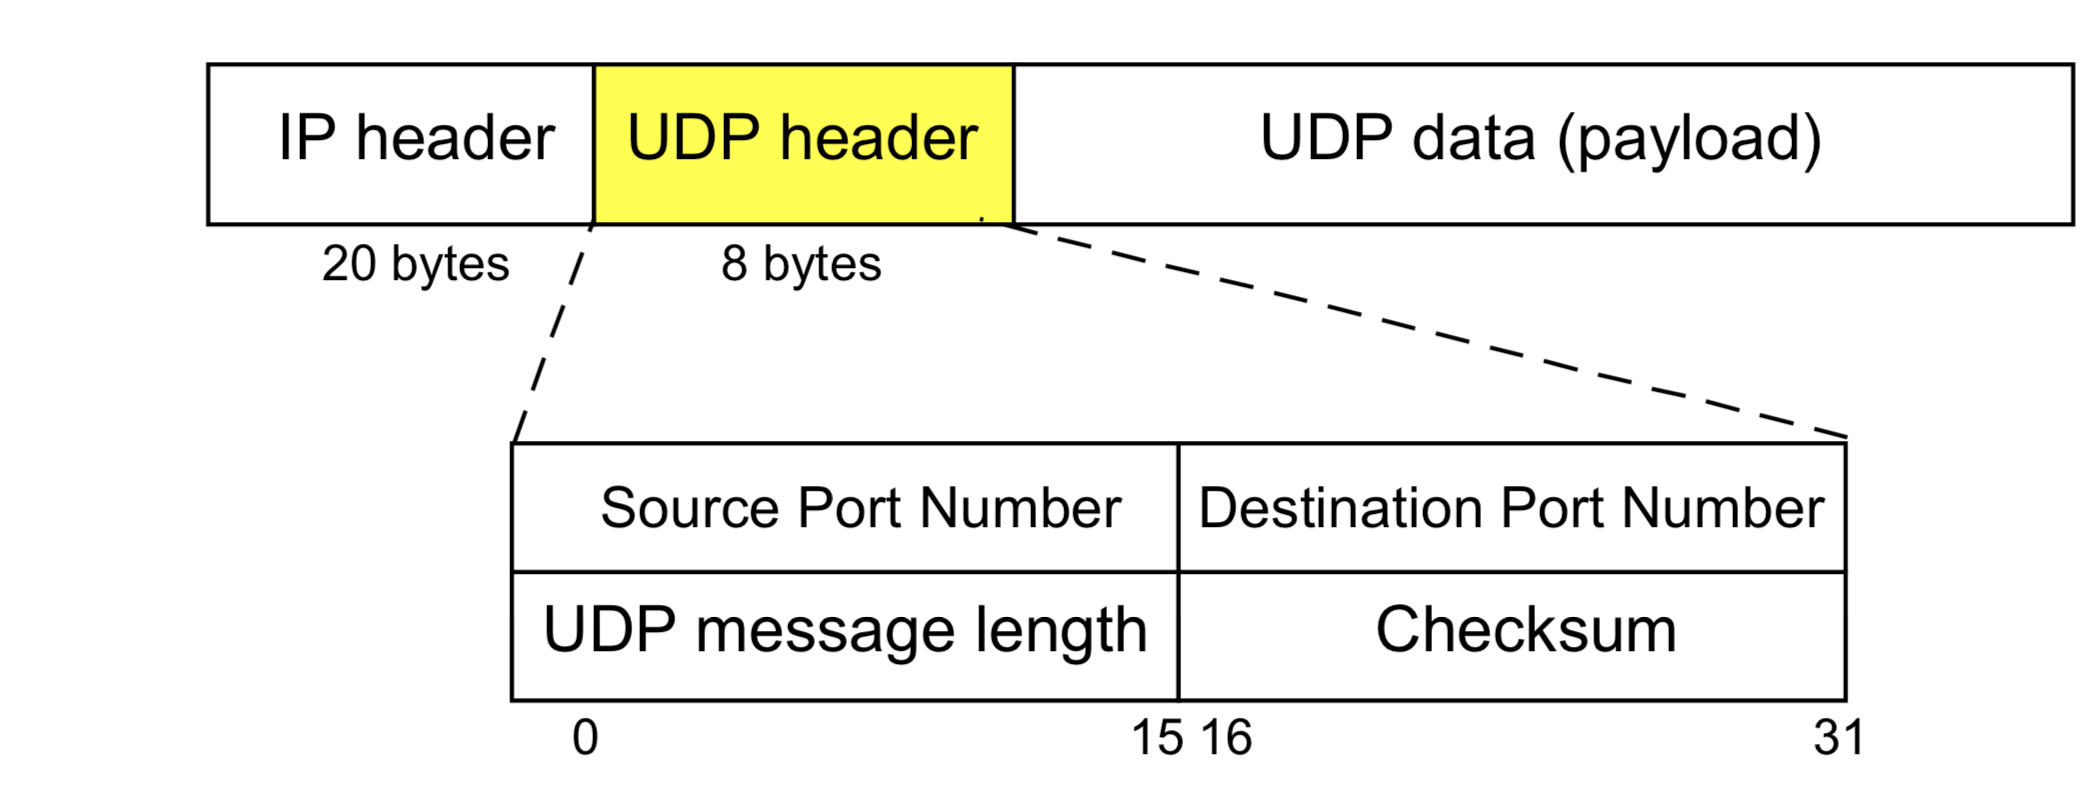 IP header UDP header UDP data (payload)
20 bytes 8 bytes
Source Port Number Destination Port Number
UDP message length Checksum
0 15 16 31